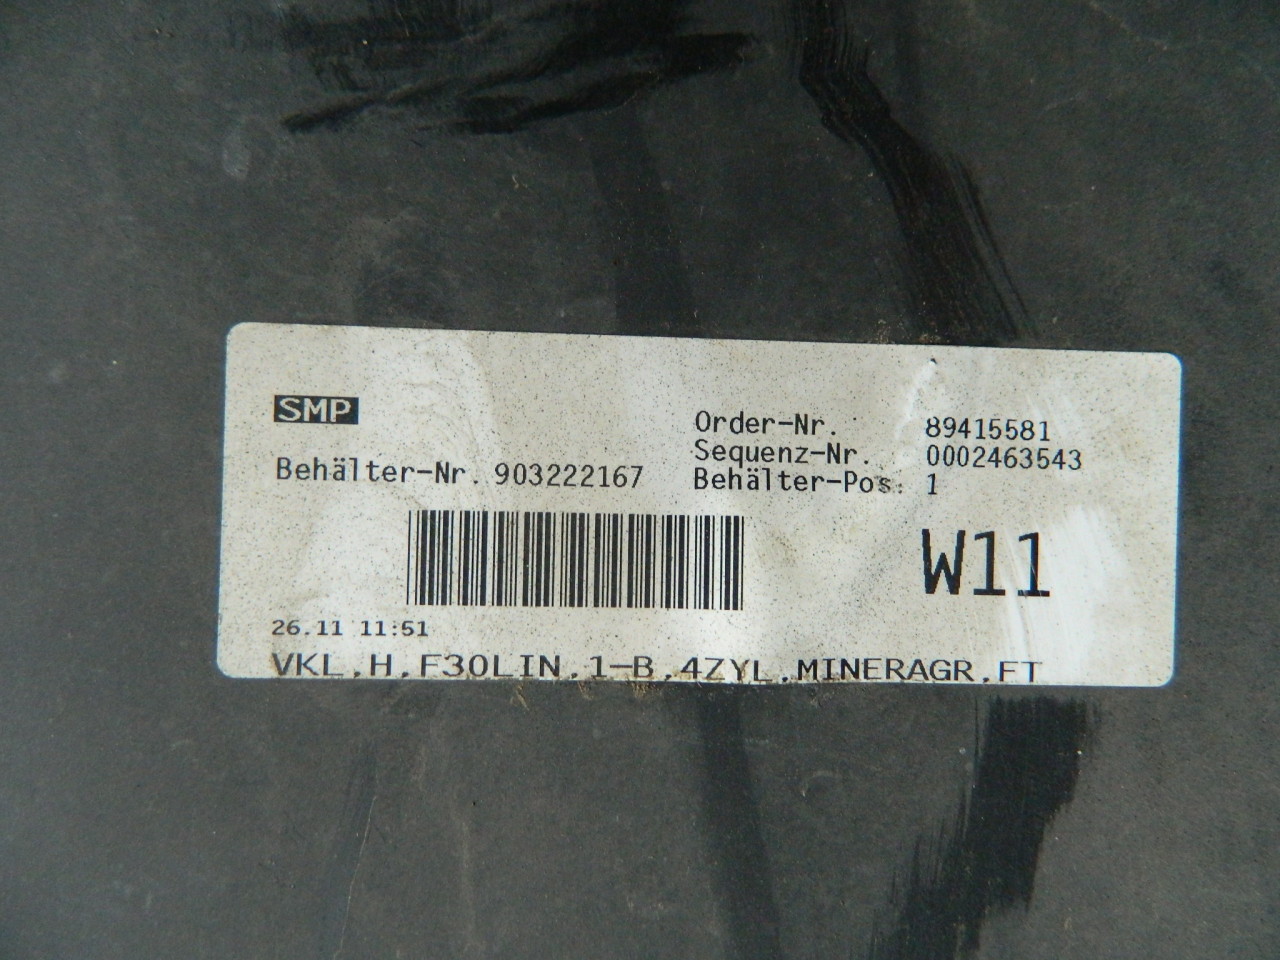 SMP
Behälter-Nr. 903222167
Order-Nr. 89415581
Sequenz-Nr. 0002463543
Behälter-Pos. 1
W11
26.11 11:51
VKL,H,F30LIN,1-B,4ZYL,MINERAGR,FT